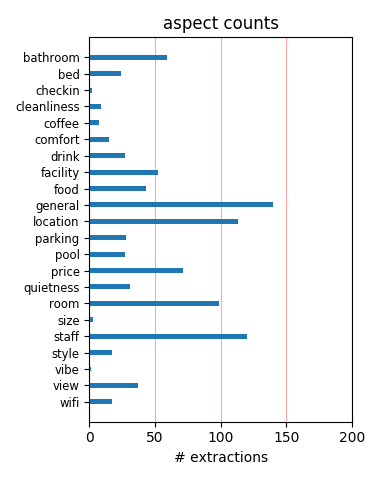 aspect counts
bathroom
bed
checkin
cleanliness
coffee
comfort
drink
facility
food
general
location
parking
pool
price
quietness
room
size
staff
style
vibe
view
wifi
0 50 100 150 200
# extractions